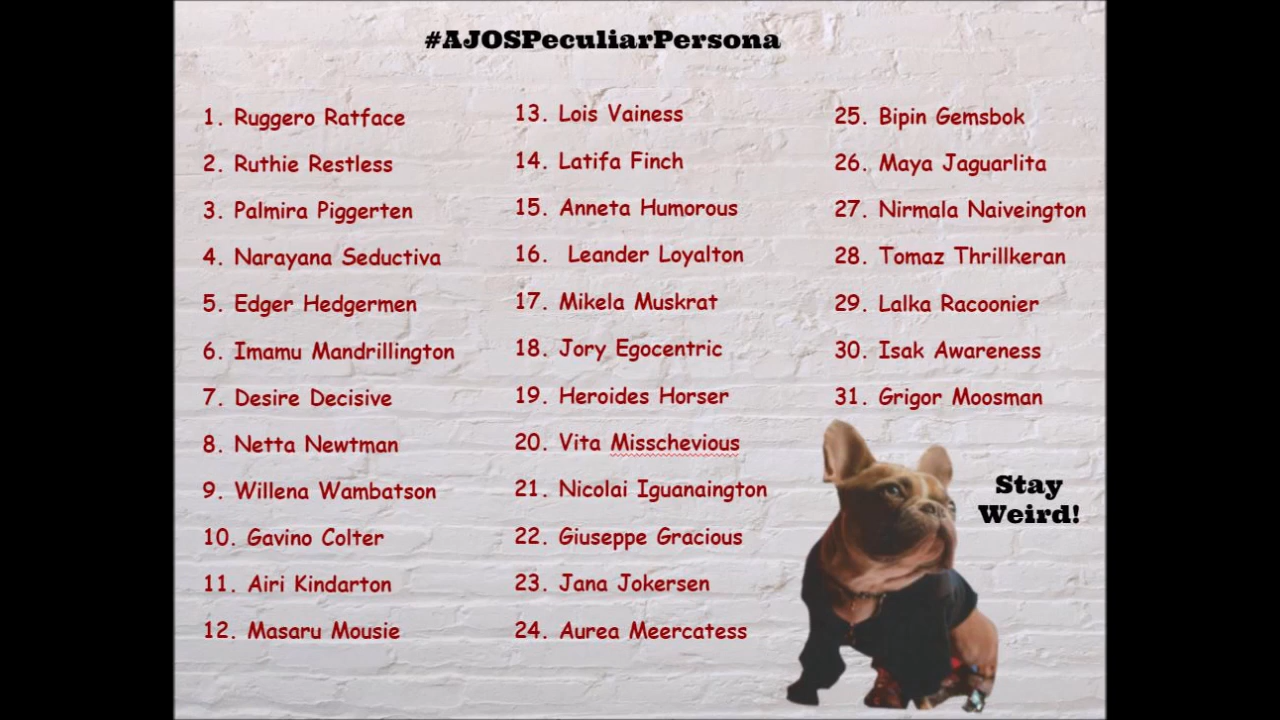 #AJOSPeculiarPersona
1. Ruggero Ratface
2. Ruthie Restless
3. Palmira Piggerten
4. Narayana Seductiva
5. Edger Hedgermen
6. Imamu Mandrillington
7. Desire Decisive
8. Netta Newtman
9. Willena Wambatson
10. Gavino Colter
11. Airi Kindarton
12. Masaru Mousie
13. Lois Vainess
14. Latifa Finch
15. Anneta Humorous
16. Leander Loyalton
17. Mikela Muskrat
18. Jory Egocentric
19. Heroides Horser
20. Vita Misschevious
21. Nicolai Iguanaington
22. Giuseppe Gracious
23. Jana Jokersen
24. Aurea Meercatess
25. Bipin Gemsbok
26. Maya Jaguarlita
27. Nirmala Naiveington
28. Tomaz Thrillkeran
29. Lalka Racoonier
30. Isak Awareness
31. Grigor Moosman
Stay
Weird!